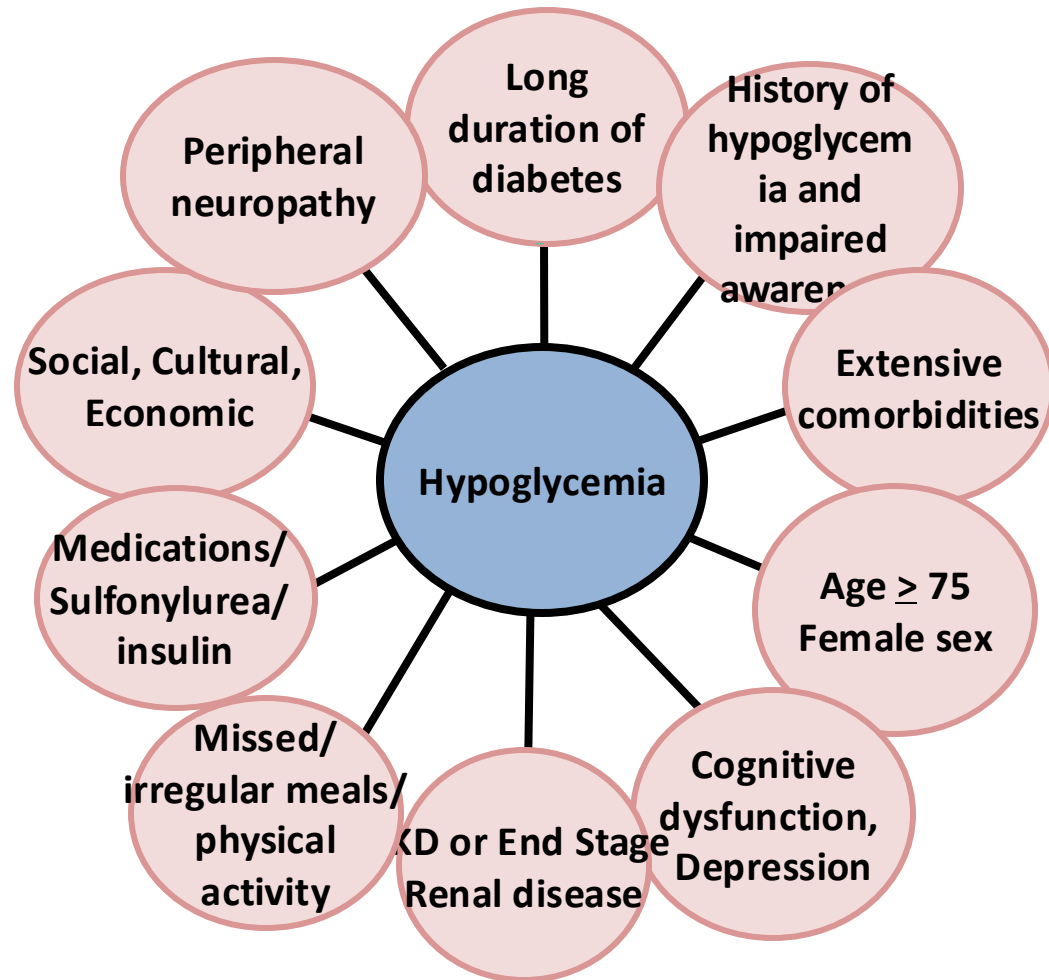 Long
duration of
diabetes
History of
hypoglycem
ia and
impaired
Extensive
comorbidities
Age ≥ 75
Female sex
Cognitive
dysfunction,
Depression
or End Stage
Renal disease
Missed/
irregular meals/
physical
activity
Medications/
Sulfonylurea/
insulin
Social, Cultural,
Economic
Peripheral
neuropathy
Hypoglycemia